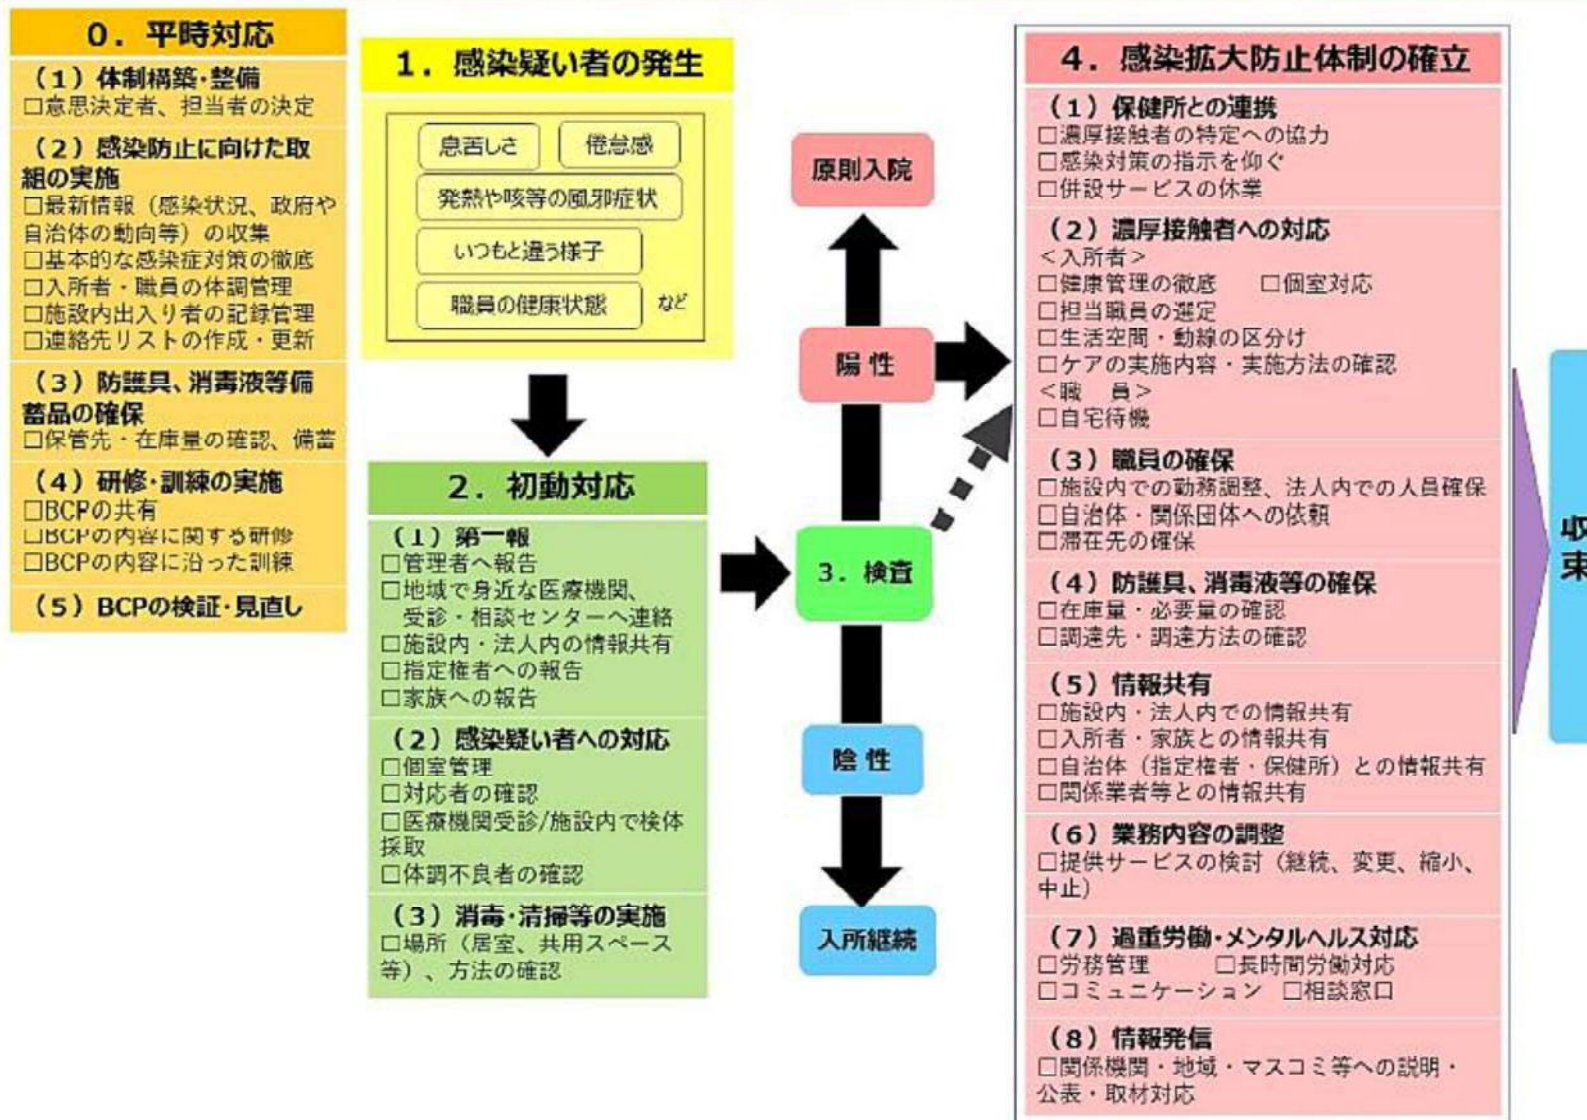 0．平時対応
（1）体制構築・整備
□意思決定者、担当者の決定
（2）感染防止に向けた取
組の実施
□最新情報（感染状況、政府や
自治体の動向等）の収集
□基本的な感染症対策の徹底
□入所者・職員の体調管理
□施設内出入り者の記録管理
□連絡先リストの作成・更新
（3）防護具、消毒液等備
蓄品の確保
□保管先・在庫量の確認、備蓄
（4）研修・訓練の実施
□BCPの共有
□BCPの内容に関する研修
□BCPの内容に沿った訓練
（5）BCPの検証・見直し
1．感染疑い者の発生
息苦しさ　倦怠感
発熱や咳等の風邪症状
いつもと違う様子
職員の健康状態　など
2．初動対応
（1）第一報
□管理者へ報告
□地域で身近な医療機関、
受診・相談センターへ連絡
□施設内・法人内の情報共有
□指定権者への報告
□家族への報告
（2）感染疑い者への対応
□個室管理
□対応者の確認
□医療機関受診/施設内で検体
採取
□体調不良者の確認
（3）消毒・清掃等の実施
□場所（居室、共用スペース
等）、方法の確認
原則入院
陽性
3．検査
陰性
入所継続
4．感染拡大防止体制の確立
（1）保健所との連携
□濃厚接触者の特定への協力
□感染対策の指示を仰ぐ
□併設サービスの休業
（2）濃厚接触者への対応
＜入所者＞
□健康管理の徹底　□個室対応
□担当職員の選定
□生活空間・動線の区分け
□ケアの実施内容・実施方法の確認
＜職　員＞
□自宅待機
（3）職員の確保
□施設内での勤務調整、法人内での人員確保
□自治体・関係団体への依頼
□滞在先の確保
（4）防護具、消毒液等の確保
□在庫量・必要量の確認
□調達先・調達方法の確認
（5）情報共有
□施設内・法人内での情報共有
□入所者・家族との情報共有
□自治体（指定権者・保健所）との情報共有
□関係業者等との情報共有
（6）業務内容の調整
□提供サービスの検討（継続、変更、縮小、
中止）
（7）過重労働・メンタルヘルス対応
□労務管理　□長時間労働対応
□コミュニケーション　□相談窓口
（8）情報発信
□関係機関・地域・マスコミ等への説明・
公表・取材対応
収
束